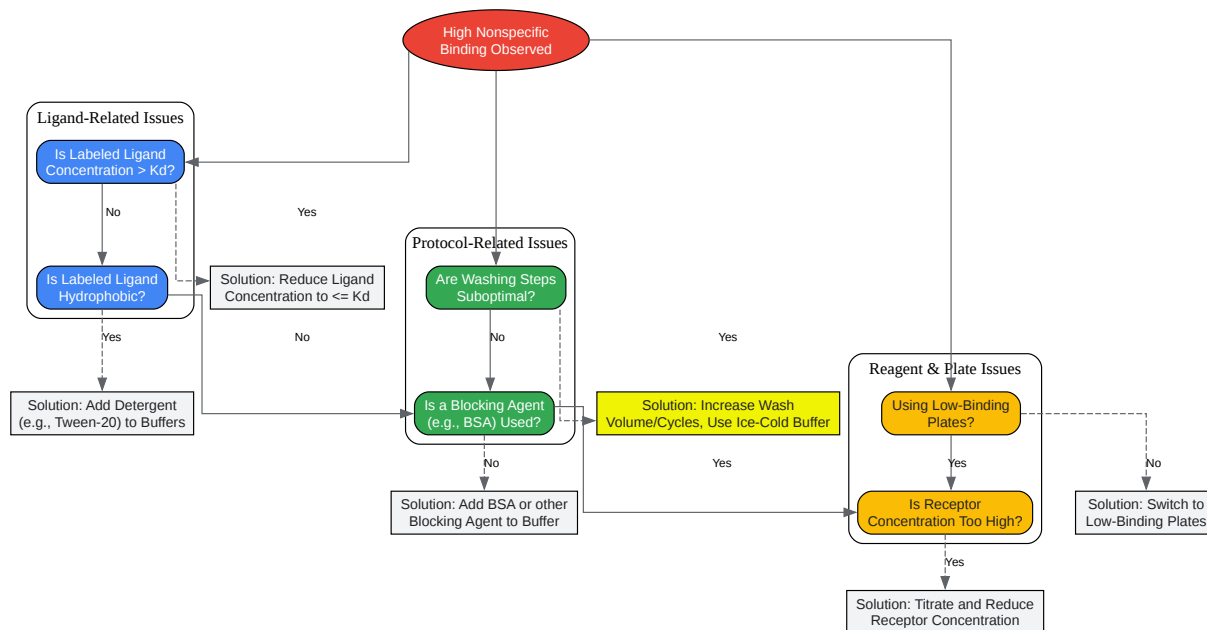 High Nonspecific
Binding Observed
Ligand-Related Issues
Is Labeled Ligand
Concentration > Kd?
No
Yes
Is Labeled Ligand
Hydrophobic?
Solution: Reduce Ligand
Concentration to <= Kd
Yes
No
Solution: Add Detergent
(e.g., Tween-20) to Buffers
Protocol-Related Issues
Are Washing Steps
Suboptimal?
No
Yes
Is a Blocking Agent
(e.g., BSA) Used?
Solution: Increase Wash
Volume/Cycles, Use Ice-Cold Buffer
No
Yes
Solution: Add BSA or other
Blocking Agent to Buffer
Reagent & Plate Issues
Using Low-Binding
Plates?
Yes
No
Is Receptor
Concentration Too High?
Solution: Switch to
Low-Binding Plates
Yes
Solution: Titrate and Reduce
Receptor Concentration